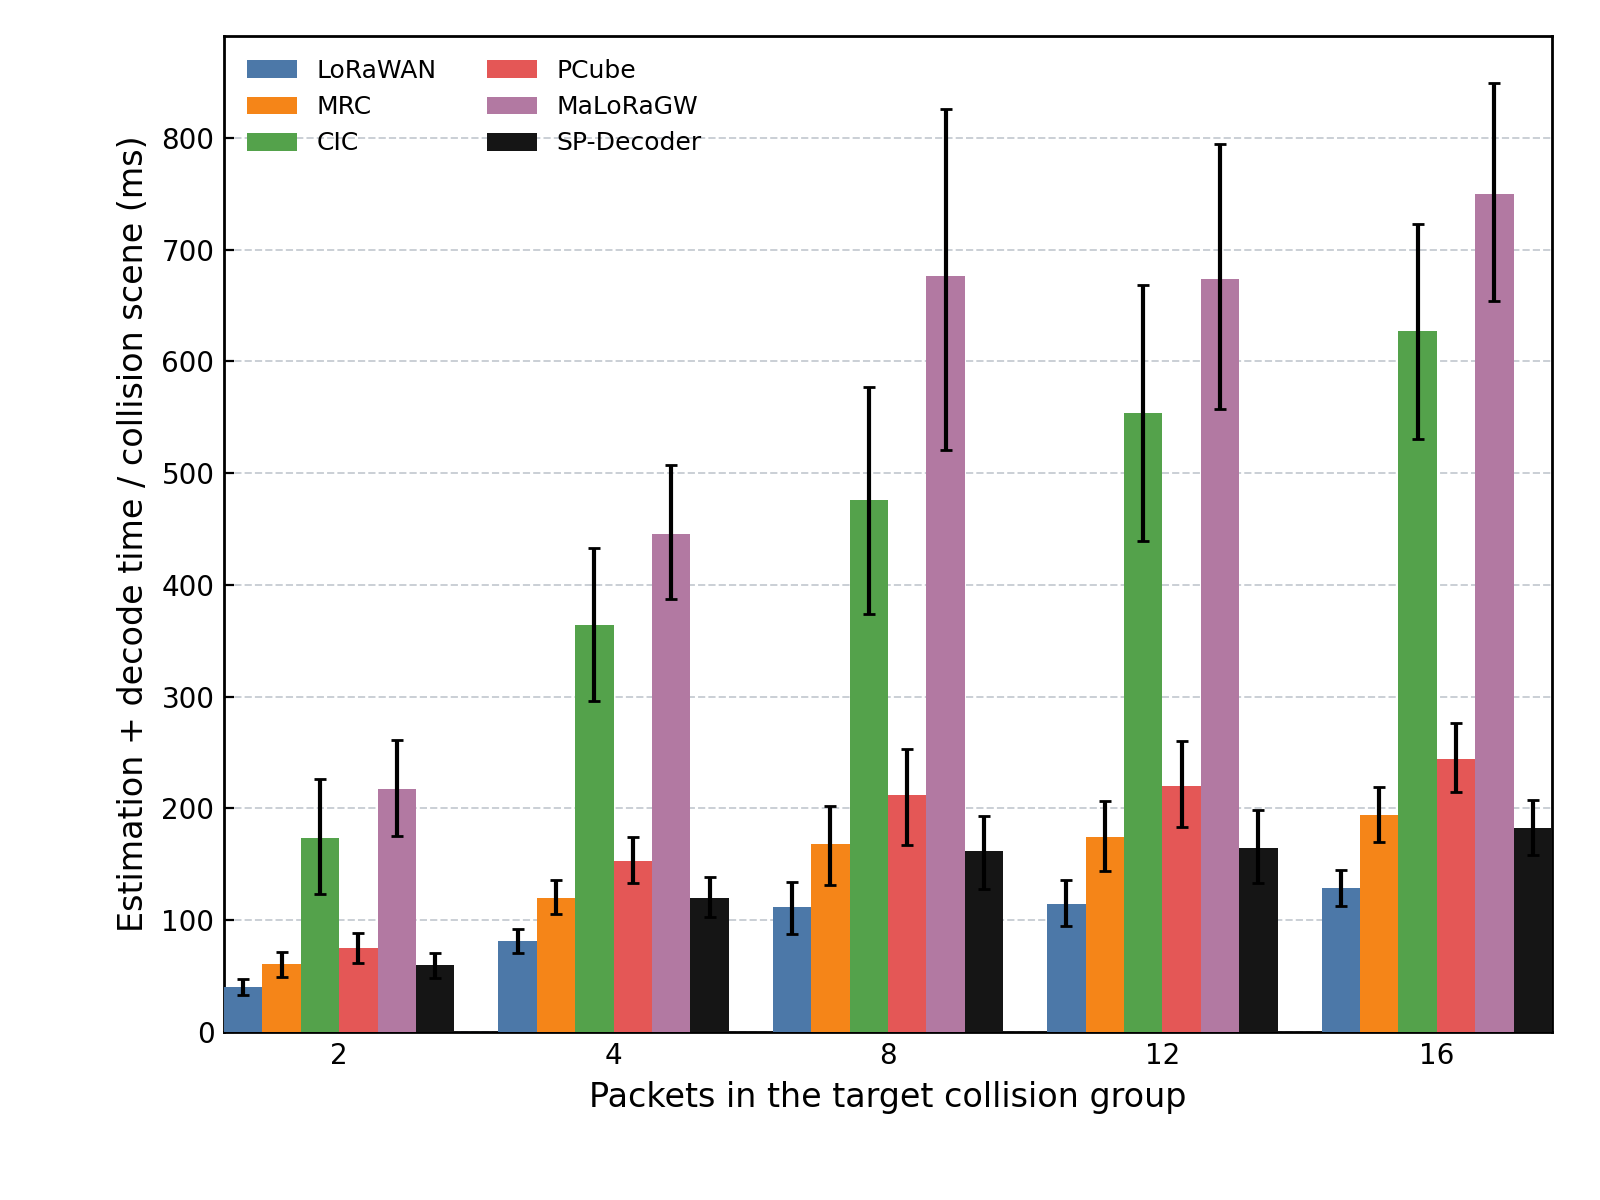 LoRaWAN
MRC
CIC
PCube
MaLoRaGW
SP-Decoder
Estimation + decode time / collision scene (ms)
800
700
600
500
400
300
200
100
0
2 4 8 12 16
Packets in the target collision group